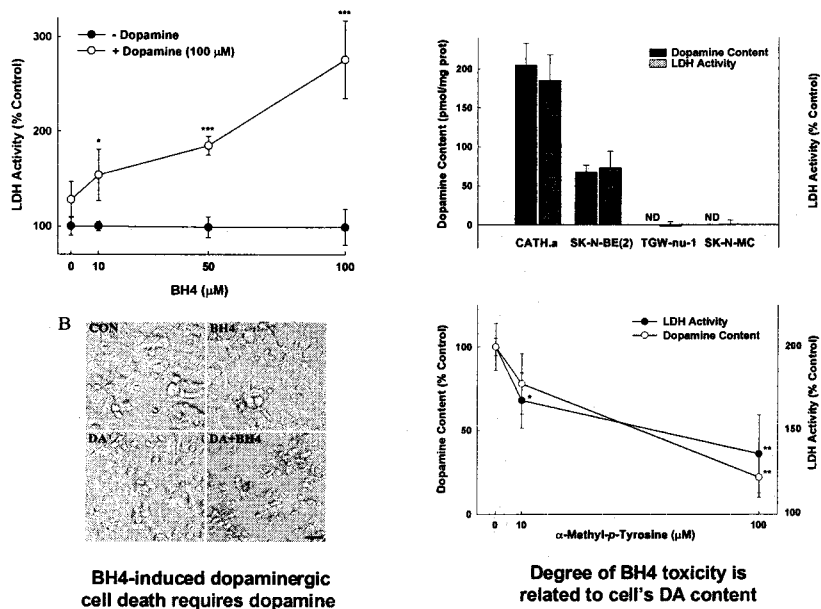 - Dopamine
+ Dopamine (100 μM)
***
***
*
LDH Activity (% Control)
300
200
100
0
10
50
100
BH4 (μM)
Dopamine Content
LDH Activity
Dopamine Content (pmol/mg prot)
200
150
100
50
0
ND
ND
CATH.a
SK-N-BE(2)
TGW-nu-1
SK-N-MC
LDH Activity (% Control)
B
CON
BH4
DA
DA+BH4
LDH Activity
Dopamine Content
Dopamine Content (% Control)
100
50
0
*
**
**
200
150
100
LDH Activity (% Control)
0
10
100
α-Methyl-p-Tyrosine (μM)
BH4-induced dopaminergic
cell death requires dopamine
Degree of BH4 toxicity is
related to cell's DA content